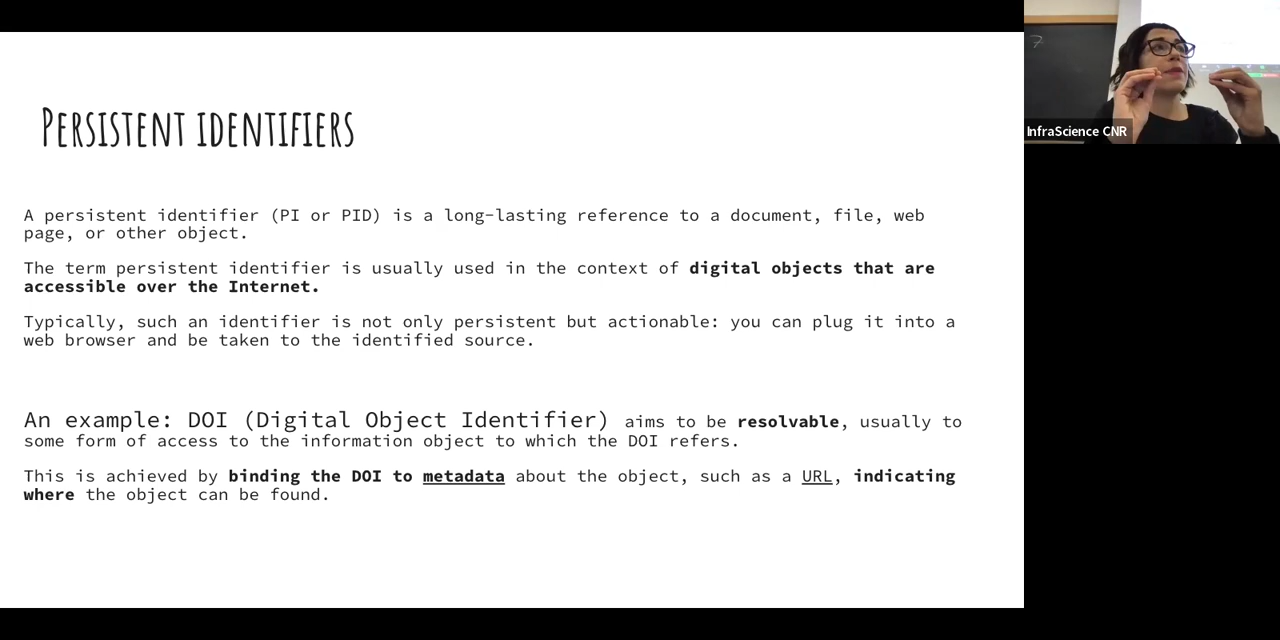 Persistent identifiers
A persistent identifier (PI or PID) is a long-lasting reference to a document, file, web
page, or other object.
The term persistent identifier is usually used in the context of digital objects that are
accessible over the Internet.
Typically, such an identifier is not only persistent but actionable: you can plug it into a
web browser and be taken to the identified source.
An example: DOI (Digital Object Identifier) aims to be resolvable, usually to
some form of access to the information object to which the DOI refers.
This is achieved by binding the DOI to metadata about the object, such as a URL, indicating
where the object can be found.
InfraScience CNR